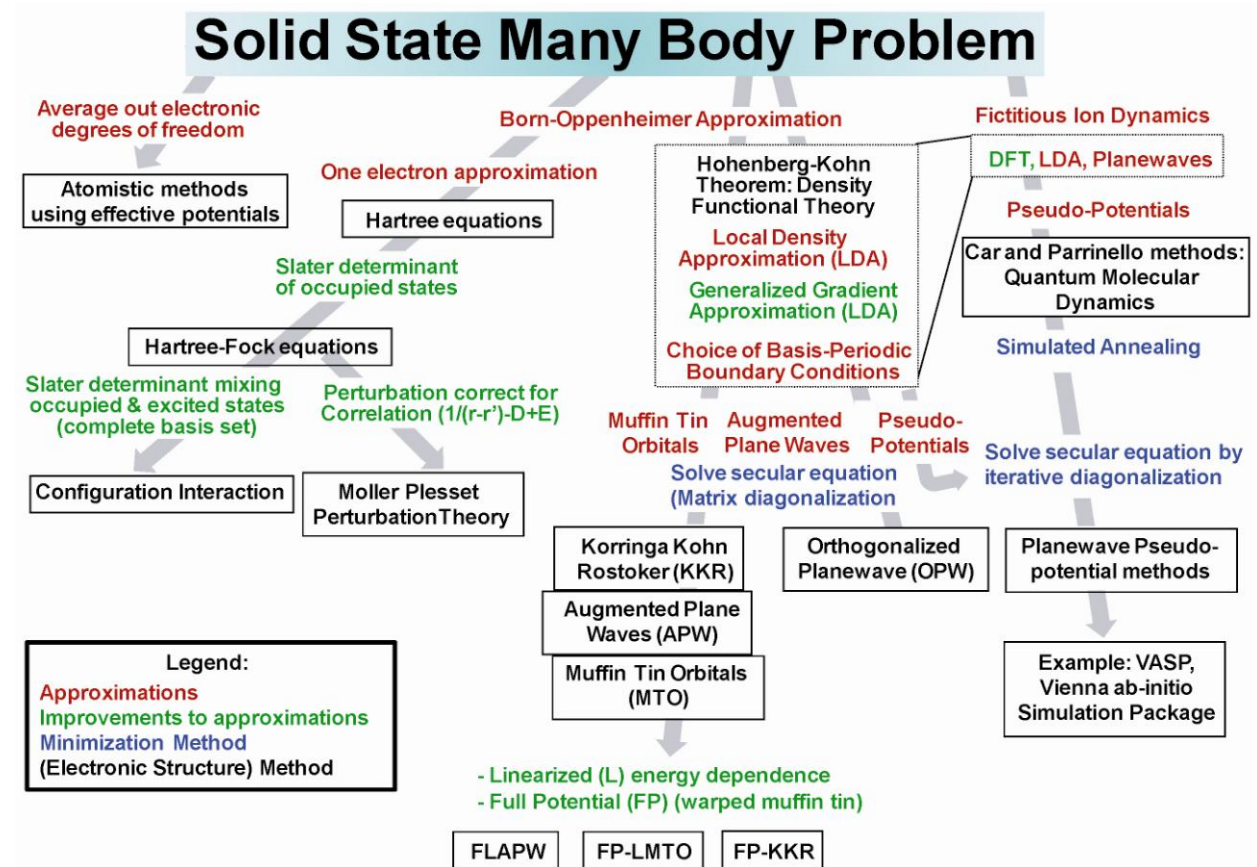 Solid State Many Body Problem
Average out electronic
degrees of freedom
Atomistic methods
using effective potentials
Born-Oppenheimer Approximation
One electron approximation
Hartree equations
Slater determinant
of occupied states
Hartree-Fock equations
Slater determinant mixing
occupied & excited states
(complete basis set)
Configuration Interaction
Perturbation correct for
Correlation (1/(r-r’)-D+E)
Moller Plesset
Perturbation Theory
Hohenberg-Kohn
Theorem: Density
Functional Theory
Local Density
Approximation (LDA)
Generalized Gradient
Approximation (LDA)
Choice of Basis-Periodic
Boundary Conditions
Muffin Tin
Orbitals
Augmented
Plane Waves
Pseudo-
Potentials
Solve secular equation
(Matrix diagonalization
Korringa Kohn
Rostoker (KKR)
Augmented Plane
Waves (APW)
Muffin Tin Orbitals
(MTO)
Orthogonalized
Planewave (OPW)
- Linearized (L) energy dependence
- Full Potential (FP) (warped muffin tin)
FLAPW
FP-LMTO
FP-KKR
Fictitious Ion Dynamics
DFT, LDA, Planewaves
Pseudo-Potentials
Car and Parrinello methods:
Quantum Molecular
Dynamics
Simulated Annealing
Solve secular equation by
iterative diagonalization
Planewave Pseudo-
potential methods
Example: VASP,
Vienna ab-initio
Simulation Package
Legend:
Approximations
Improvements to approximations
Minimization Method
(Electronic Structure) Method